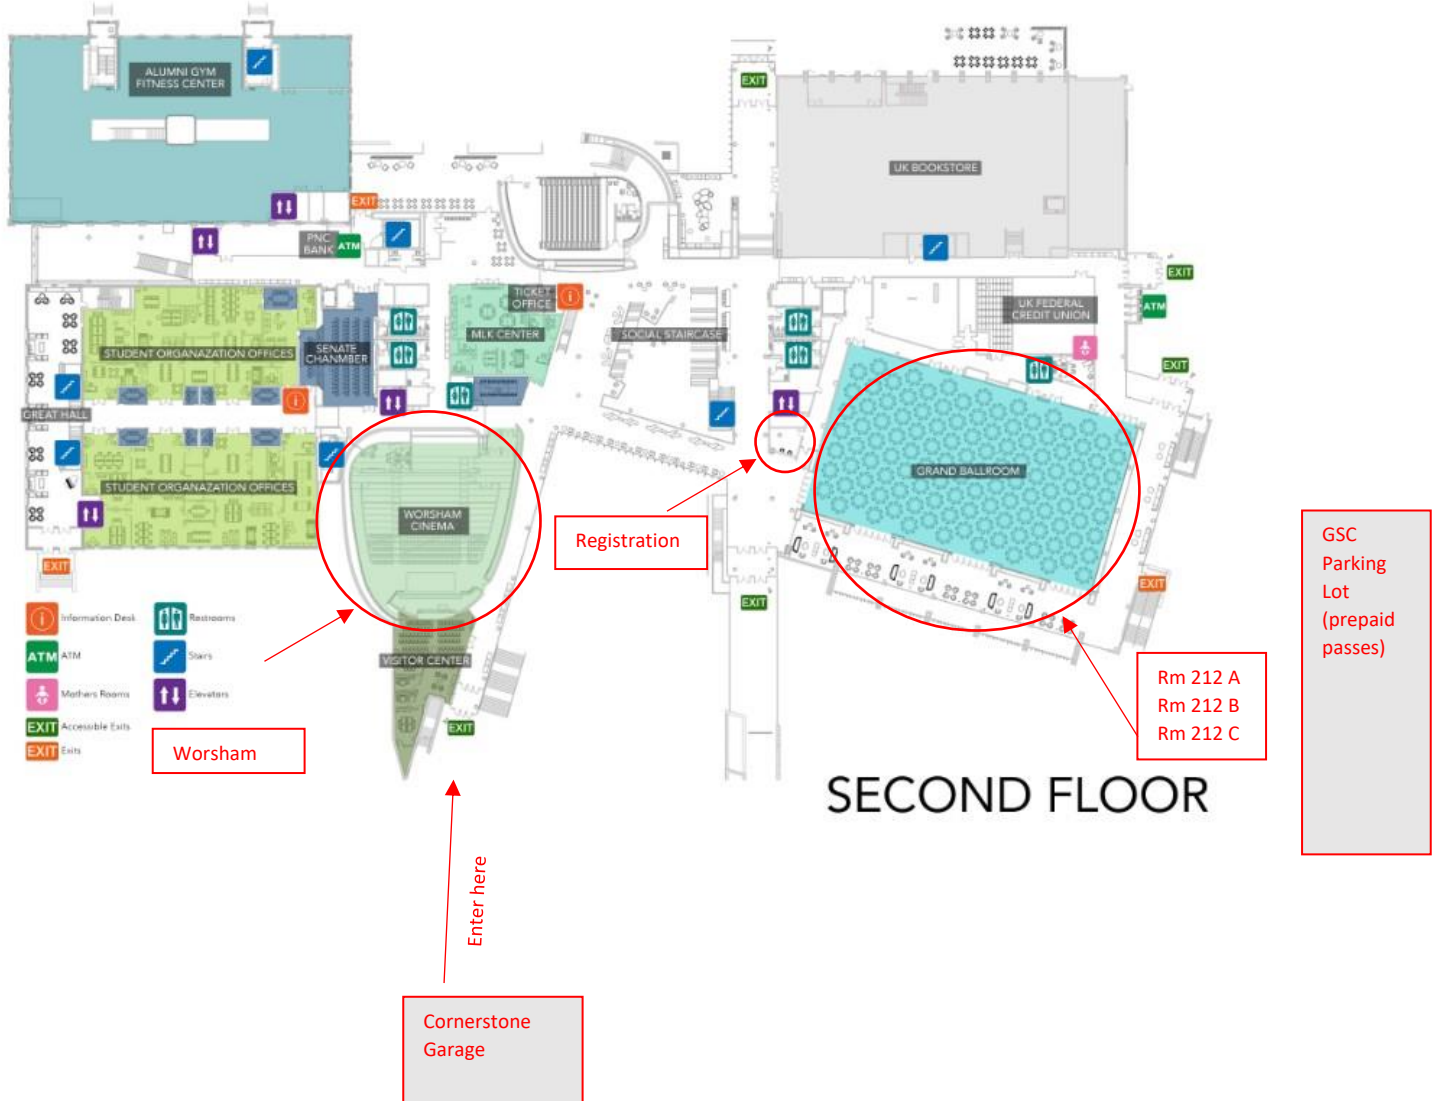 ALUMNI GYM
FITNESS CENTER
EXIT
UK BOOKSTORE
EXIT
PNC
BANK
ATM
EXIT
TICKET
OFFICE
UK FEDERAL
CREDIT UNION
ATM
STUDENT ORGANAZATION OFFICES
SENATE
CHANMBER
MLK CENTER
SOCIAL STAIRCASE
EXIT
GREAT HALL
GRAND BALLROOM
STUDENT ORGANAZATION OFFICES
WORSHAM
CINEMA
Registration
GSC
Parking
Lot
(prepaid
passes)
EXIT
EXIT
EXIT
Information Desk
Restrooms
ATM ATM
Stairs
Mothers Rooms
Elevators
EXIT Accessible Exits
EXIT Exits
VISITOR CENTER
EXIT
Rm 212 A
Rm 212 B
Rm 212 C
Worsham
SECOND FLOOR
Enter here
Cornerstone
Garage